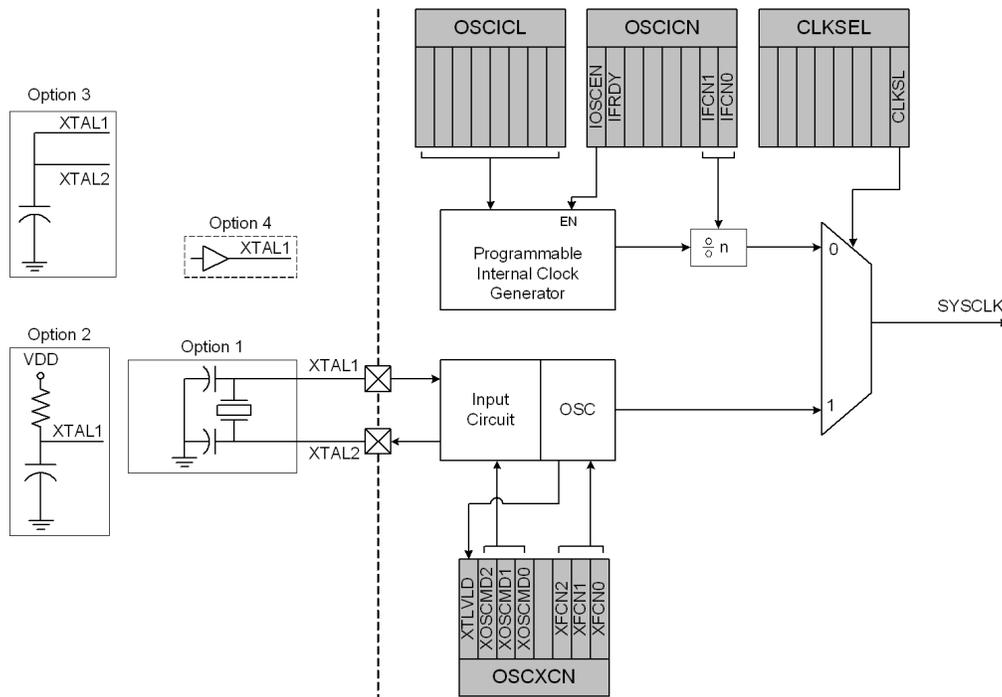 OSCICL
OSCICN
CLKSEL
IOSCEN
IFRDY
IFCN1
IFCN0
CLKSL
Option 3
XTAL1
XTAL2
Option 4
XTAL1
EN
Programmable
Internal Clock
Generator
n
0
SYSCLK
Option 2
VDD
XTAL1
Option 1
XTAL1
XTAL2
Input
Circuit
OSC
1
XTLVLD
XOSCMD2
XOSCMD1
XOSCMD0
XFCN2
XFCN1
XFCN0
OSCXCN